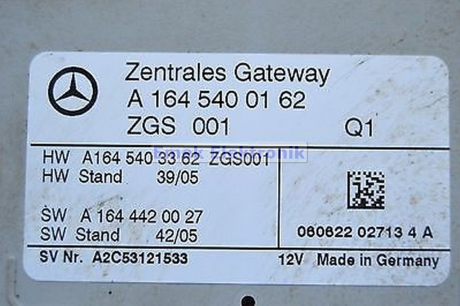 Zentrales Gateway
A 164 540 01 62
ZGS 001 Q1
HW A164 540 33 62 ZGS001
HW Stand 39/05
SW A 164 442 00 27
SW Stand 42/05
060622 02713 4 A
SV Nr. A2C53121533 12V Made in Germany